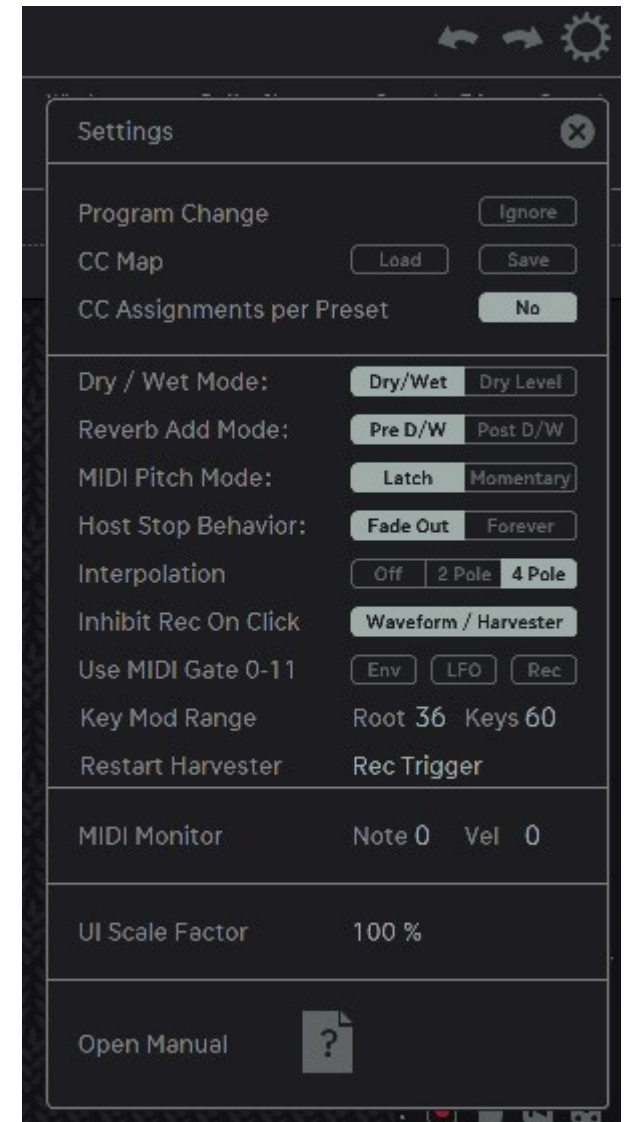 Settings
Program Change Ignore
CC Map Load Save
CC Assignments per Preset No
Dry / Wet Mode: Dry/Wet Dry Level
Reverb Add Mode: Pre D/W Post D/W
MIDI Pitch Mode: Latch Momentary
Host Stop Behavior: Fade Out Forever
Interpolation Off 2 Pole 4 Pole
Inhibit Rec On Click Waveform / Harvester
Use MIDI Gate 0-11 Env LFO Rec
Key Mod Range Root 36 Keys 60
Restart Harvester Rec Trigger
MIDI Monitor Note 0 Vel 0
UI Scale Factor 100 %
Open Manual ?